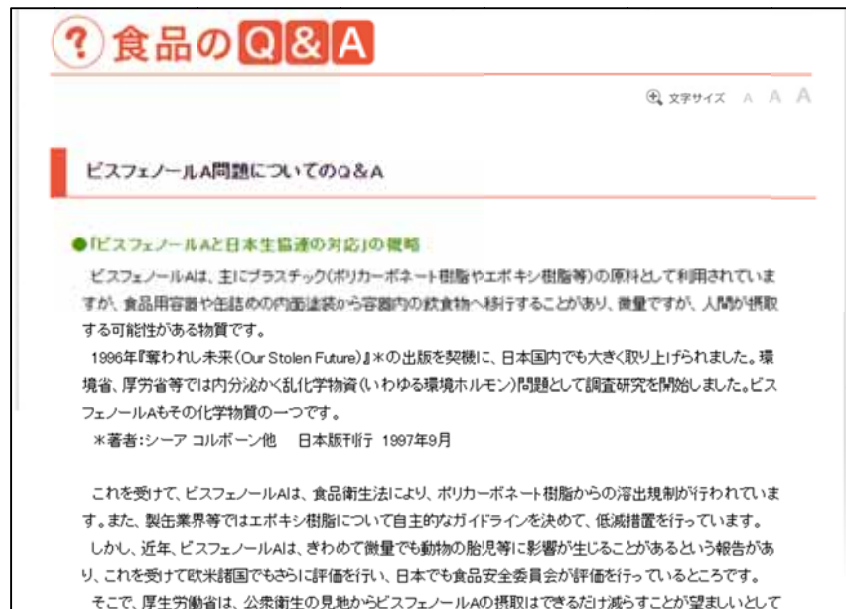 ? 食品のQ&A
文字サイズ A A A
ビスフェノールA問題についてのQ&A
●『ビスフェノールAと日本生協連の対応』の概略
ビスフェノールAは、主にプラスチック(ポリカーボネート樹脂やエポキシ樹脂等)の原料として利用されていま
すが、食品用容器や缶詰めの内面塗装から容器内の飲食物へ移行することがあり、微量ですが、人間が摂取
する可能性がある物質です。
1996年『奪われし未来(Our Stolen Future)』*の出版を契機に、日本国内でも大きく取り上げられました。環
境省、厚労省等では内分泌かく乱化学物資(いわゆる環境ホルモン)問題として調査研究を開始しました。ビス
フェノールAもその化学物質の一つです。
*著者:シーア コルボーン他　日本版刊行 1997年9月
これを受けて、ビスフェノールAは、食品衛生法により、ポリカーボネート樹脂からの溶出規制が行われていま
す。また、製缶業界等ではエポキシ樹脂について自主的なガイドラインを決めて、低減措置を行っています。
しかし、近年、ビスフェノールAは、きわめて微量でも動物の胎児等に影響が生じることがあるという報告があ
り、これを受けて欧米諸国でもさらに評価を行い、日本でも食品安全委員会が評価を行っているところです。
そこで、厚生労働省は、公衆衛生の見地からビスフェノールAの摂取はできるだけ減らすことが望ましいとして